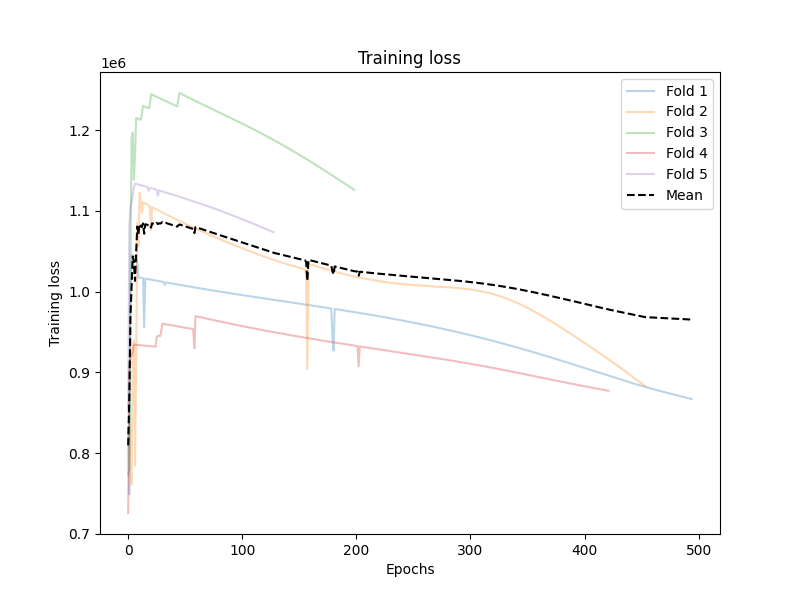 Training loss
1e6
Fold 1
Fold 2
Fold 3
Fold 4
Fold 5
Mean
1.2
1.1
1.0
0.9
0.8
0.7
Training loss
0
100
200
300
400
500
Epochs